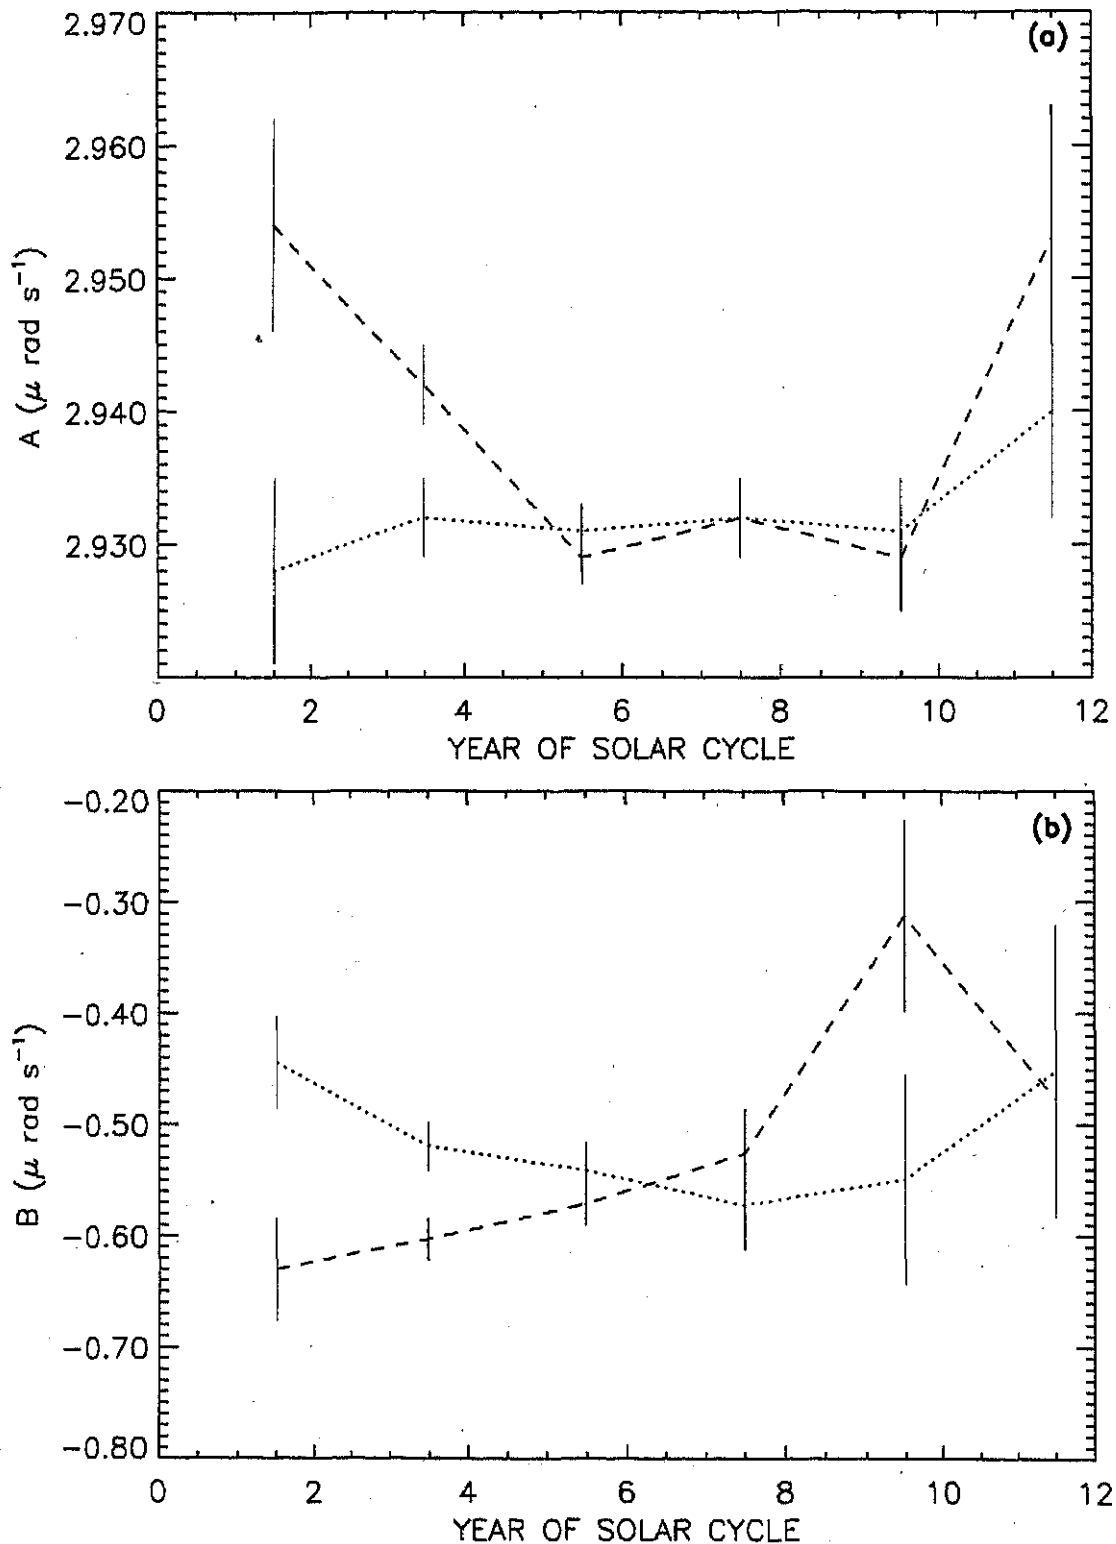 (a)
2.970
2.960
2.950
2.940
2.930
A (μ rad s⁻¹)
0 2 4 6 8 10 12
YEAR OF SOLAR CYCLE
(b)
−0.20
−0.30
−0.40
−0.50
−0.60
−0.70
−0.80
B (μ rad s⁻¹)
0 2 4 6 8 10 12
YEAR OF SOLAR CYCLE